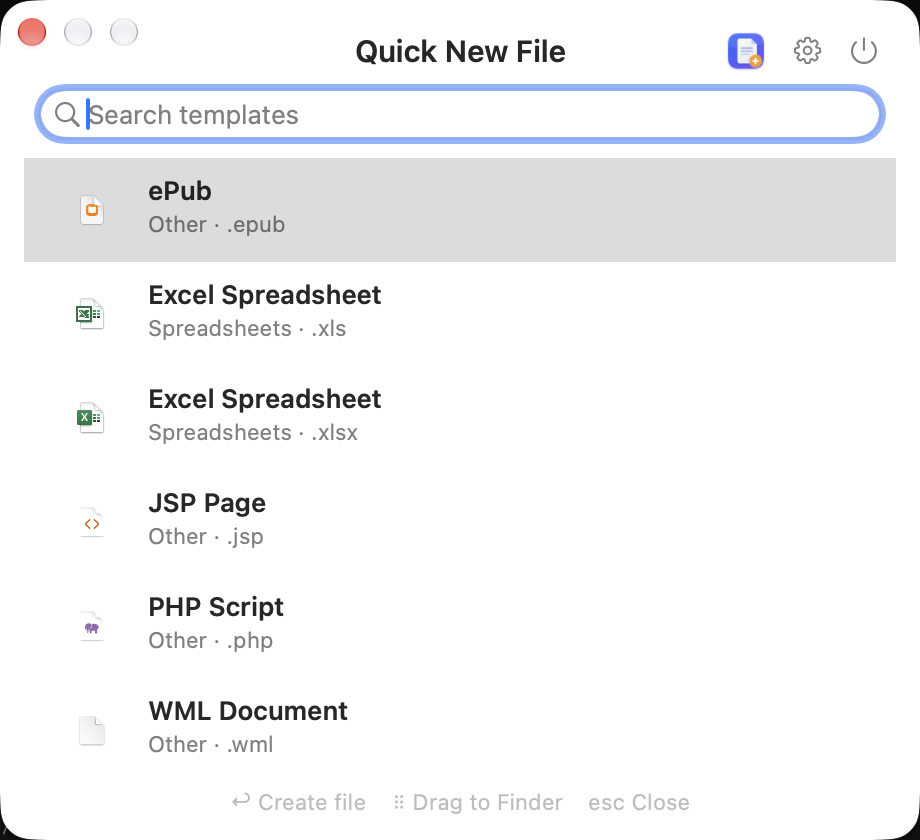 Quick New File
Search templates
ePub
Other · .epub
Excel Spreadsheet
Spreadsheets · .xls
Excel Spreadsheet
Spreadsheets · .xlsx
JSP Page
Other · .jsp
PHP Script
Other · .php
WML Document
Other · .wml
Create file Drag to Finder esc Close